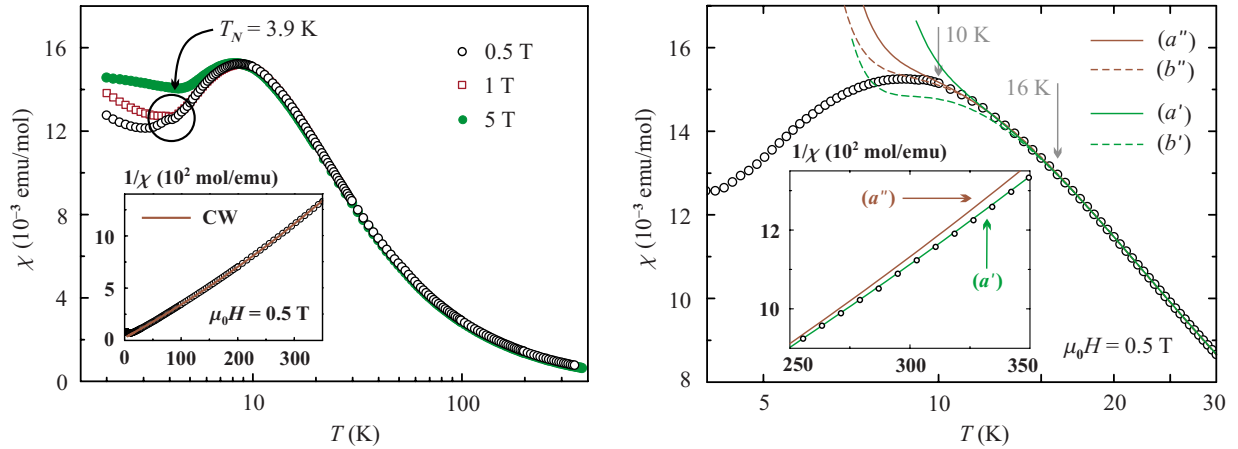 T_N = 3.9 K
0.5 T
1 T
5 T
16
12
8
4
0
χ (10⁻³ emu/mol)
1/χ (10² mol/emu)
CW
10
5
0
0
100
200
300
μ₀H = 0.5 T
10
100
T (K)
10 K
16 K
(a″)
(b″)
(a′)
(b′)
16
15
14
13
10
9
8
χ (10⁻³ emu/mol)
1/χ (10² mol/emu)
(a″)
(a′)
12
10
250
300
350
μ₀H = 0.5 T
5
10
20
30
T (K)